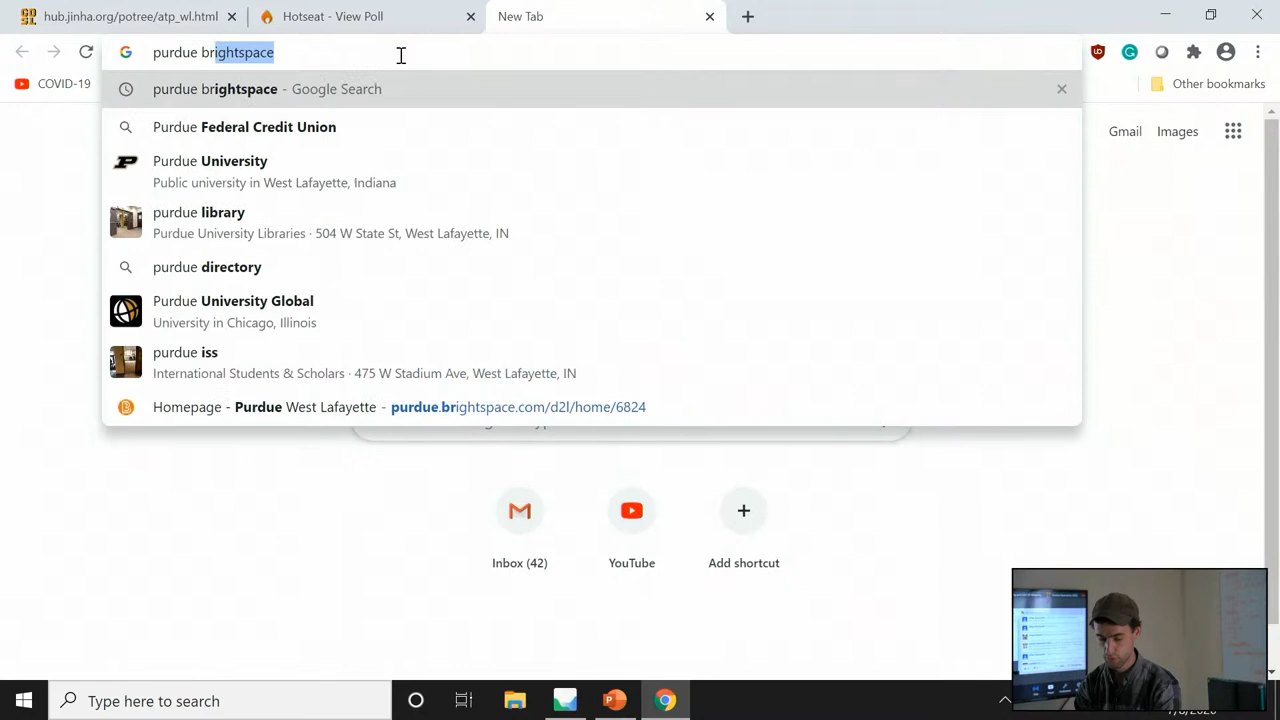 hub.jinha.org/potree/atp_wl.html
Hotseat - View Poll
New Tab
purdue brightspace
COVID-19
Other bookmarks
purdue brightspace - Google Search
Purdue Federal Credit Union
Gmail
Images
Purdue University
Public university in West Lafayette, Indiana
purdue library
Purdue University Libraries · 504 W State St, West Lafayette, IN
purdue directory
Purdue University Global
University in Chicago, Illinois
purdue iss
International Students & Scholars · 475 W Stadium Ave, West Lafayette, IN
Homepage - Purdue West Lafayette - purdue.brightspace.com/d2l/home/6824
Inbox (42)
YouTube
Add shortcut
Type here to search